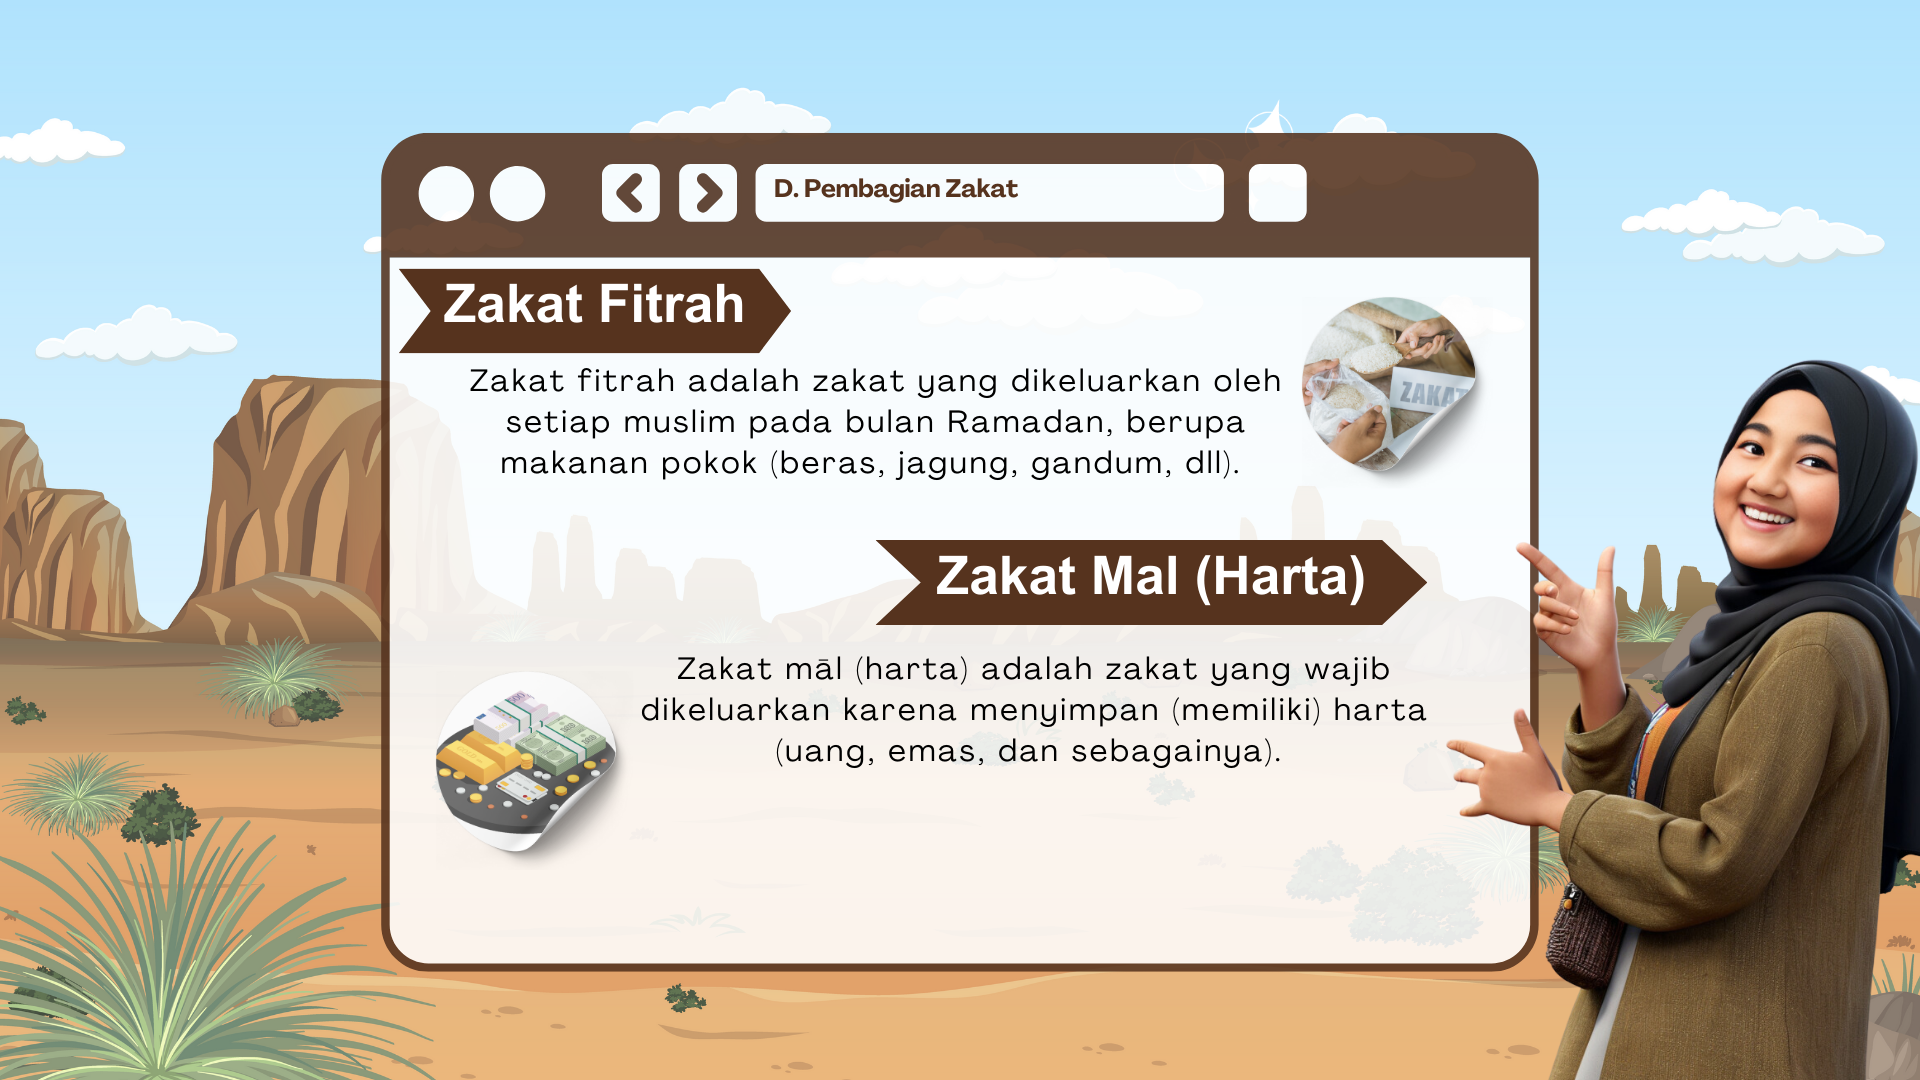 D. Pembagian Zakat
Zakat Fitrah
Zakat fitrah adalah zakat yang dikeluarkan oleh
setiap muslim pada bulan Ramadan, berupa
makanan pokok (beras, jagung, gandum, dll).
ZAKAT
Zakat Mal (Harta)
Zakat māl (harta) adalah zakat yang wajib
dikeluarkan karena menyimpan (memiliki) harta
(uang, emas, dan sebagainya).